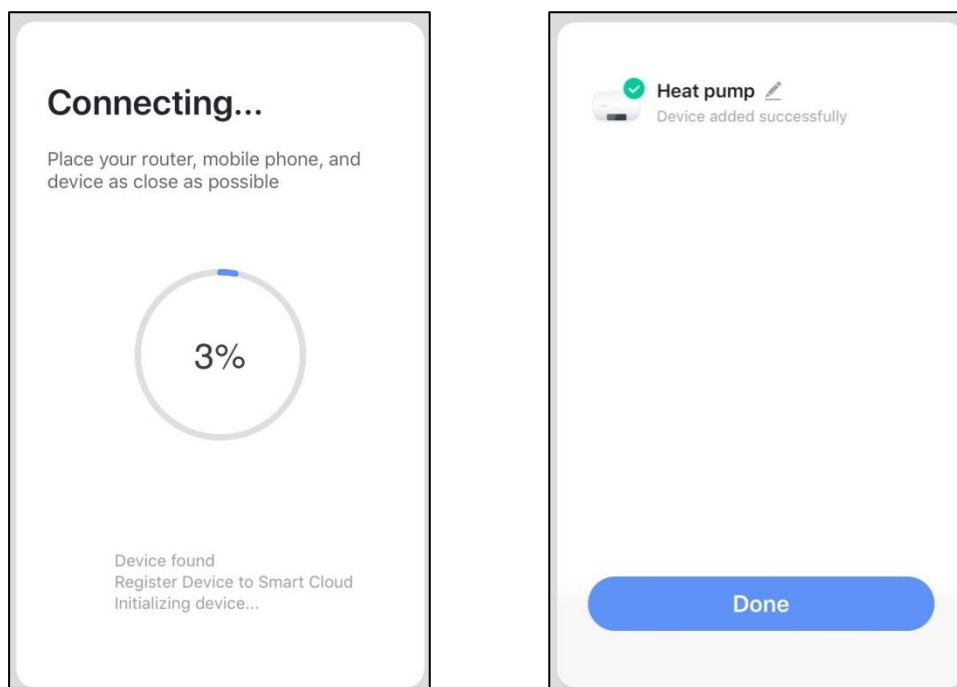 Connecting...
Place your router, mobile phone, and
device as close as possible
3%
Device found
Register Device to Smart Cloud
Initializing device...
Heat pump
Device added successfully
Done